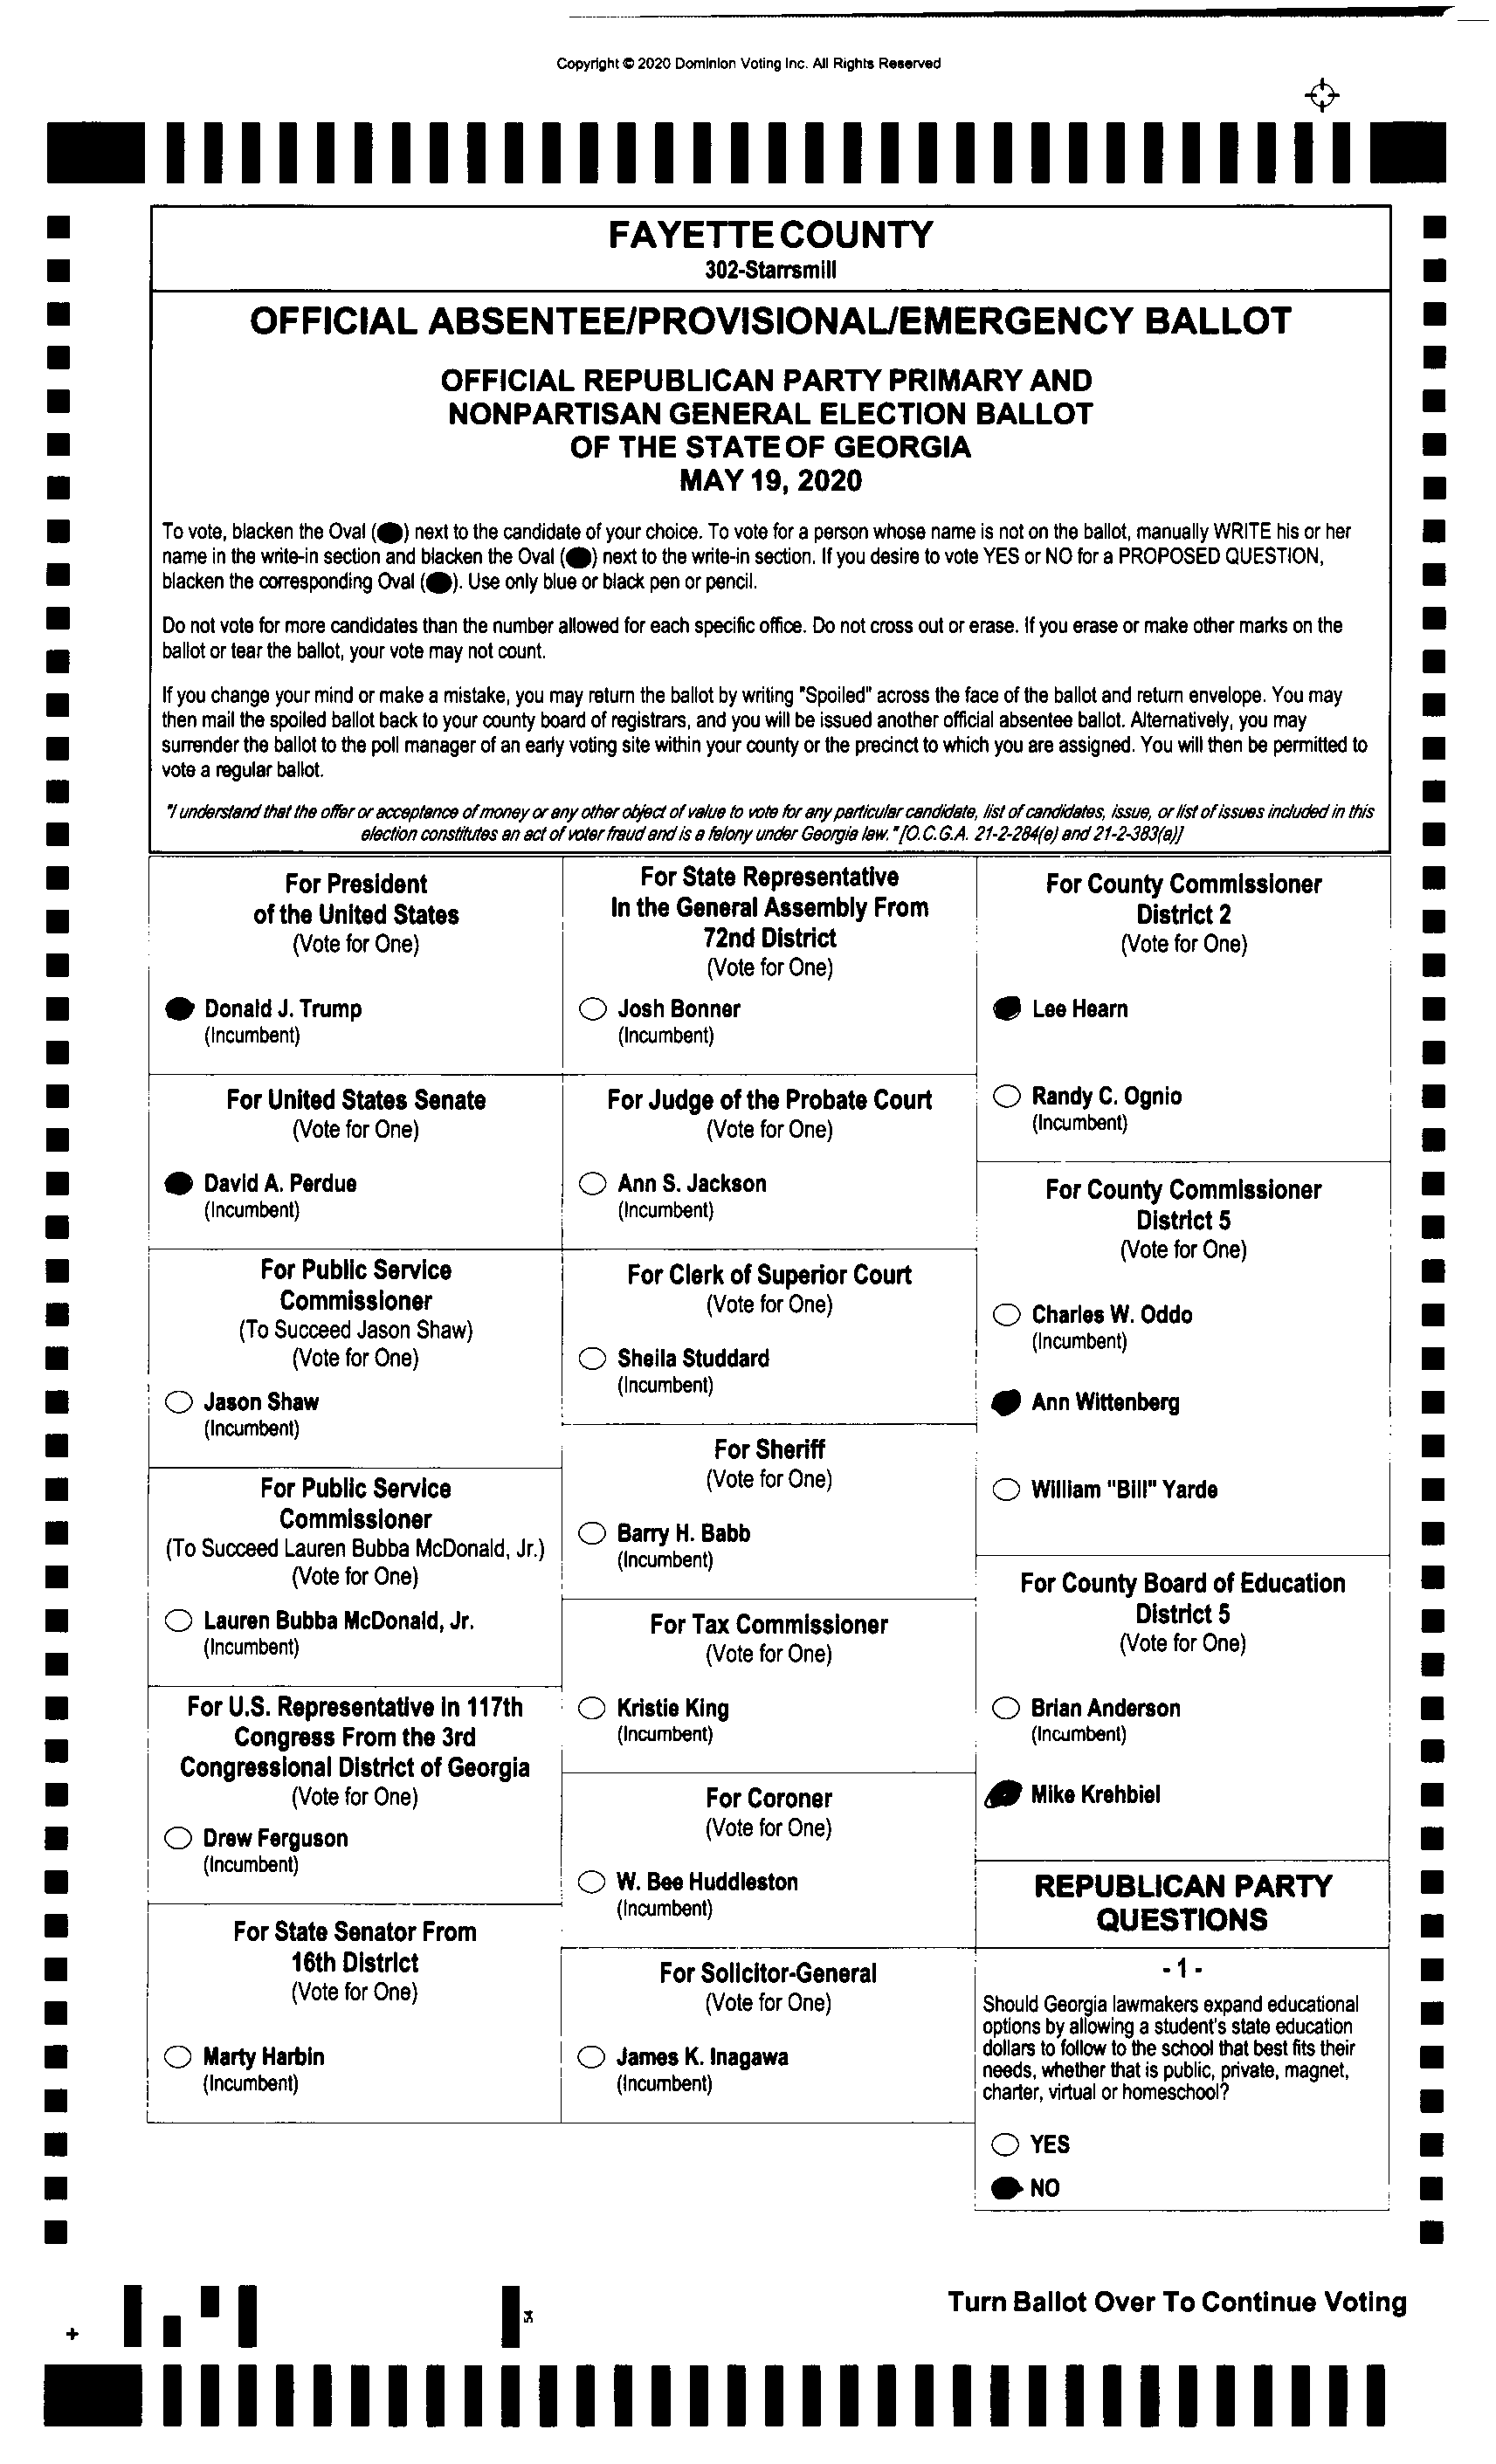 Copyright © 2020 Dominion Voting Inc. All Rights Reserved
FAYETTE COUNTY
302-Starrsmill
OFFICIAL ABSENTEE/PROVISIONAL/EMERGENCY BALLOT
OFFICIAL REPUBLICAN PARTY PRIMARY AND
NONPARTISAN GENERAL ELECTION BALLOT
OF THE STATE OF GEORGIA
MAY 19, 2020
To vote, blacken the Oval ( ) next to the candidate of your choice. To vote for a person whose name is not on the ballot, manually WRITE his or her
name in the write-in section and blacken the Oval ( ) next to the write-in section. If you desire to vote YES or NO for a PROPOSED QUESTION,
blacken the corresponding Oval ( ). Use only blue or black pen or pencil.
Do not vote for more candidates than the number allowed for each specific office. Do not cross out or erase. If you erase or make other marks on the
ballot or tear the ballot, your vote may not count.
If you change your mind or make a mistake, you may return the ballot by writing "Spoiled" across the face of the ballot and return envelope. You may
then mail the spoiled ballot back to your county board of registrars, and you will be issued another official absentee ballot. Alternatively, you may
surrender the ballot to the poll manager of an early voting site within your county or the precinct to which you are assigned. You will then be permitted to
vote a regular ballot.
"I understand that the offer or acceptance of money or any other object of value to vote for any particular candidate, list of candidates, issue, or list of issues included in this
election constitutes an act of voter fraud and is a felony under Georgia law." [O.C.G.A. 21-2-284(e) and 21-2-383(a)]
For President
of the United States
(Vote for One)
Donald J. Trump
(Incumbent)
For United States Senate
(Vote for One)
David A. Perdue
(Incumbent)
For Public Service
Commissioner
(To Succeed Jason Shaw)
(Vote for One)
Jason Shaw
(Incumbent)
For Public Service
Commissioner
(To Succeed Lauren Bubba McDonald, Jr.)
(Vote for One)
Lauren Bubba McDonald, Jr.
(Incumbent)
For U.S. Representative in 117th
Congress From the 3rd
Congressional District of Georgia
(Vote for One)
Drew Ferguson
(Incumbent)
For State Senator From
16th District
(Vote for One)
Marty Harbin
(Incumbent)
For State Representative
In the General Assembly From
72nd District
(Vote for One)
Josh Bonner
(Incumbent)
For Judge of the Probate Court
(Vote for One)
Ann S. Jackson
(Incumbent)
For Clerk of Superior Court
(Vote for One)
Sheila Studdard
(Incumbent)
For Sheriff
(Vote for One)
Barry H. Babb
(Incumbent)
For Tax Commissioner
(Vote for One)
Kristie King
(Incumbent)
For Coroner
(Vote for One)
W. Bee Huddleston
(Incumbent)
For Solicitor-General
(Vote for One)
James K. Inagawa
(Incumbent)
For County Commissioner
District 2
(Vote for One)
Lee Hearn
Randy C. Ognio
(Incumbent)
For County Commissioner
District 5
(Vote for One)
Charles W. Oddo
(Incumbent)
Ann Wittenberg
William "Bill" Yarde
For County Board of Education
District 5
(Vote for One)
Brian Anderson
(Incumbent)
Mike Krehbiel
REPUBLICAN PARTY
QUESTIONS
- 1 -
Should Georgia lawmakers expand educational
options by allowing a student's state education
dollars to follow to the school that best fits their
needs, whether that is public, private, magnet,
charter, virtual or homeschool?
YES
NO
Turn Ballot Over To Continue Voting
54